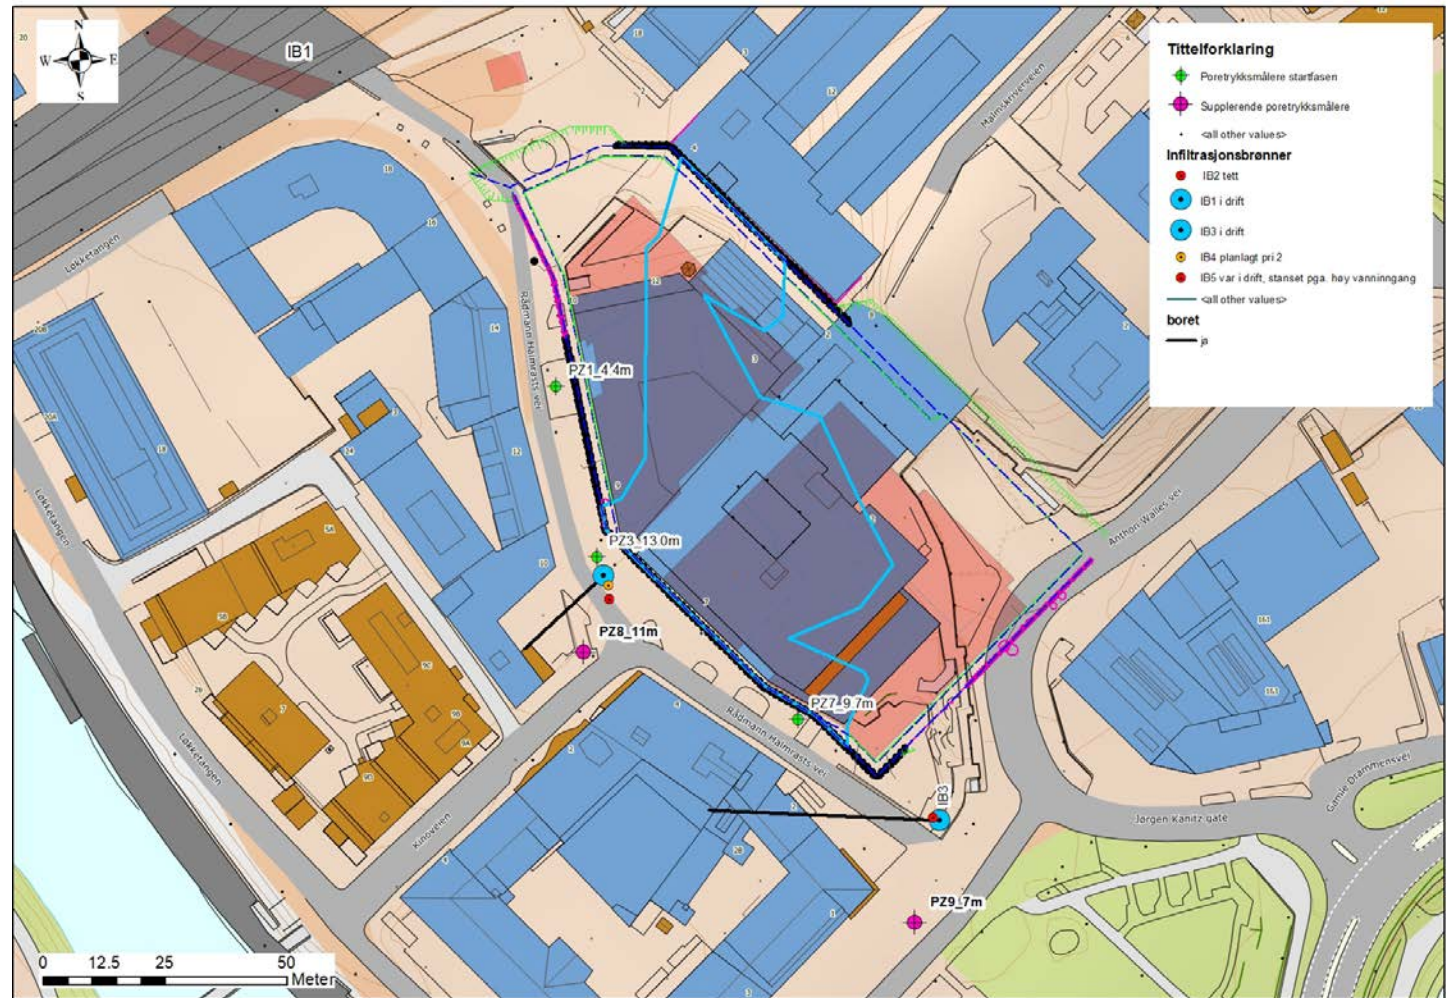 N
W E
S
IB1
Tittelforklaring
Poretrykksmålere startfasen
Supplerende poretrykksmålere
<all other values>
Infiltrasjonsbrønner
IB2 tett
IB1 i drift
IB3 i drift
IB4 planlagt pri 2
IB5 var i drift, stanset pga. høy vanninngang
<all other values>
boret
ja
Malmskriverveien
Løkketangen
Rådmann Halmrasts vei
PZ1_4.4m
PZ3_13.0m
Anthon Walles vei
Løkketangen
PZ8_11m
PZ7_9.7m
Rådmann Halmrasts vei
Løkketangen
Kinoveien
IB3
Gamle Drammensvei
Jørgen Kanitz gate
PZ9_7m
0 12.5 25 50
Meter